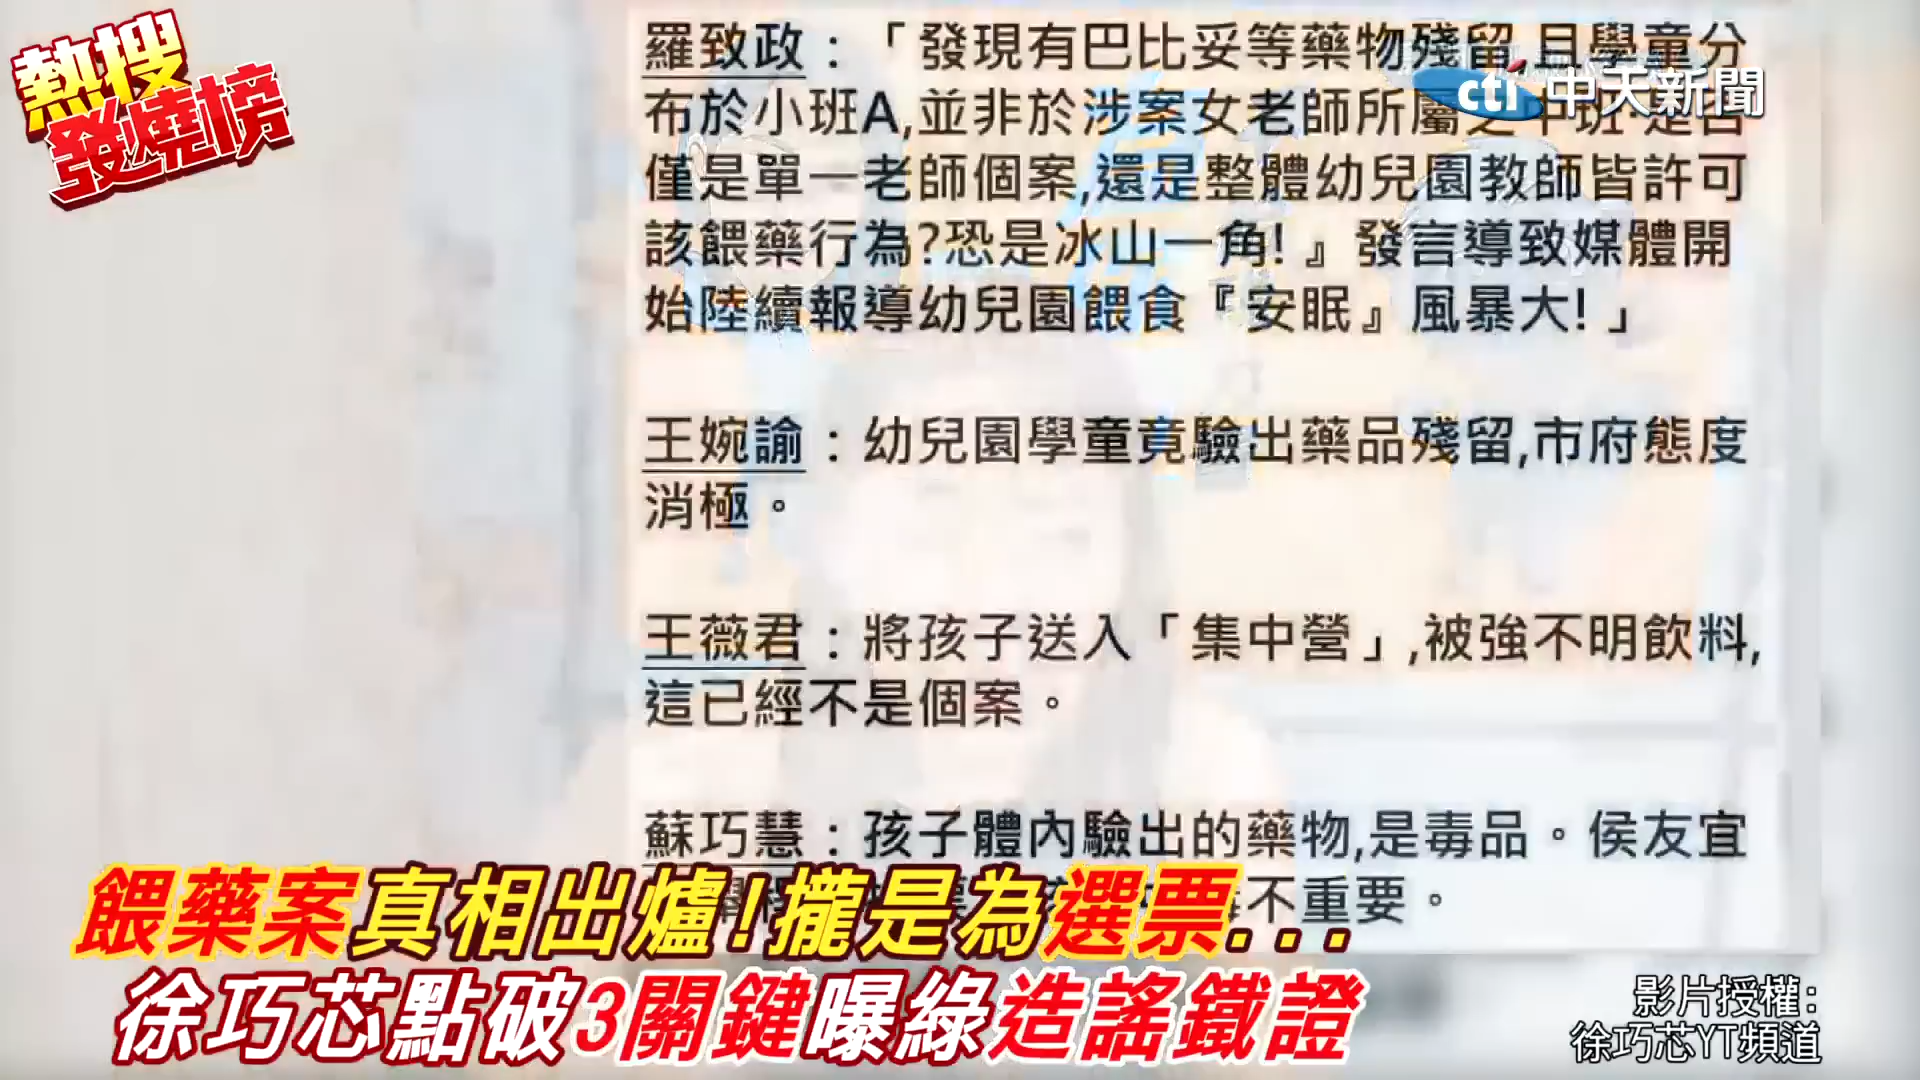 熱搜
發燒榜
cti 中天新聞
羅致政：「發現有巴比妥等藥物殘留,且學童分
布於小班A,並非於涉案女老師所屬之中班‧是否
僅是單一老師個案,還是整體幼兒園教師皆許可
該餵藥行為?恐是冰山一角!』發言導致媒體開
始陸續報導幼兒園餵食『安眠』風暴大!」
王婉諭：幼兒園學童竟驗出藥品殘留,市府態度
消極。
王薇君：將孩子送入「集中營」,被強不明飲料,
這已經不是個案。
蘇巧慧：孩子體內驗出的藥物,是毒品。侯友宜
不重要。
餵藥案真相出爐!攏是為選票...
徐巧芯點破3關鍵曝綠造謠鐵證
影片授權:
徐巧芯YT頻道